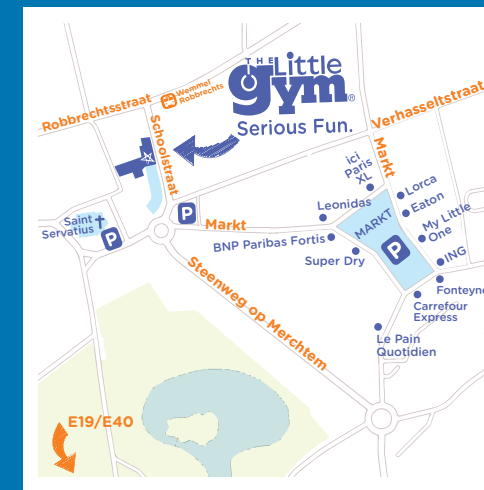 THE
Little
gym®
Serious Fun.
Wemmel
Robbrechts
Robbrechtsstraat
Schoolstraat
Verhasseltstraat
Markt
ici
Paris
XL
Lorca
Leonidas
Eaton
MARKT
My Little
One
Saint
Servatius
P
P
Markt
BNP Paribas Fortis
P
Super Dry
ING
Steenweg op Merchtem
Fonteyne
Carrefour
Express
Le Pain
Quotidien
E19/E40